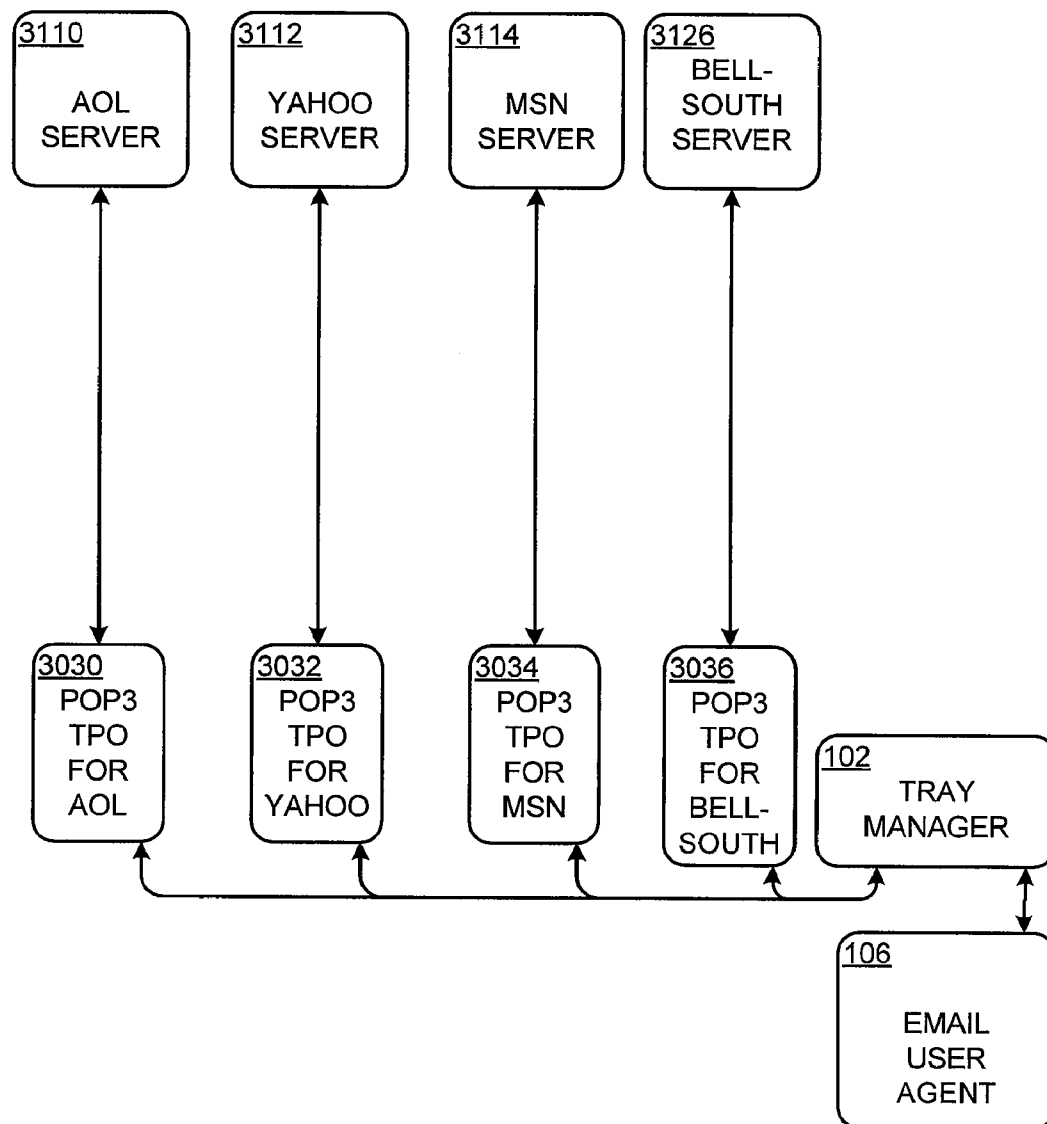 3110
AOL
SERVER
3112
YAHOO
SERVER
3114
MSN
SERVER
3126
BELL-
SOUTH
SERVER
3030
POP3
TPO
FOR
AOL
3032
POP3
TPO
FOR
YAHOO
3034
POP3
TPO
FOR
MSN
3036
POP3
TPO
FOR
BELL-
SOUTH
102
TRAY
MANAGER
106
EMAIL
USER
AGENT